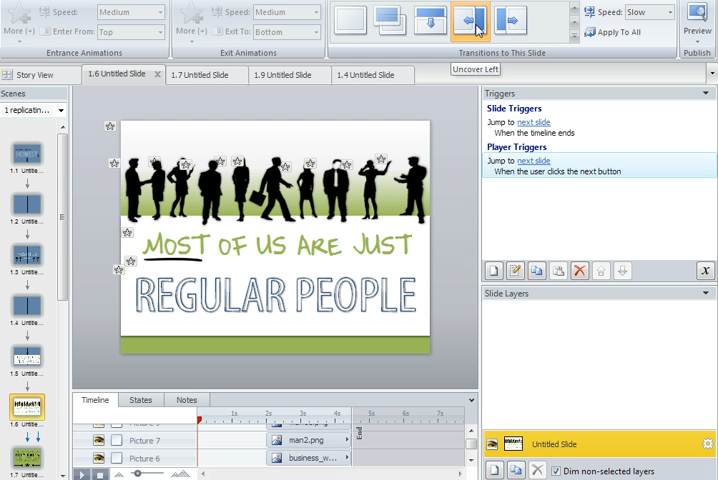 Speed: Medium
More (+) Enter From: Top
Entrance Animations
Speed: Medium
More (+) Exit To: Bottom
Exit Animations
Speed: Slow
Apply To All
Transitions to This Slide
Preview
Publish
Uncover Left
Story View
1.6 Untitled Slide
1.7 Untitled Slide
1.9 Untitled Slide
1.4 Untitled Slide
Scenes
1 replicatin...
1.1 Untitle...
1.2 Untitle...
1.3 Untitle...
1.4 Untitle...
1.5 Untitle...
1.6 Untitle...
1.7 Untitle...
MOST OF US ARE JUST
REGULAR PEOPLE
Triggers
Slide Triggers
Jump to next slide
When the timeline ends
Player Triggers
Jump to next slide
When the user clicks the next button
x
Slide Layers
Untitled Slide
Dim non-selected layers
Timeline
States
Notes
1s 2s 3s 4s 5s 6s 7s
End
Picture 7
man2.png
Picture 6
business_w...